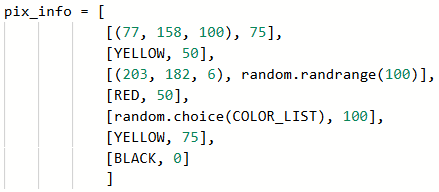 pix_info = [
[(77, 158, 100), 75],
[YELLOW, 50],
[(203, 182, 6), random.randrange(100)],
[RED, 50],
[random.choice(COLOR_LIST), 100],
[YELLOW, 75],
[BLACK, 0]
]